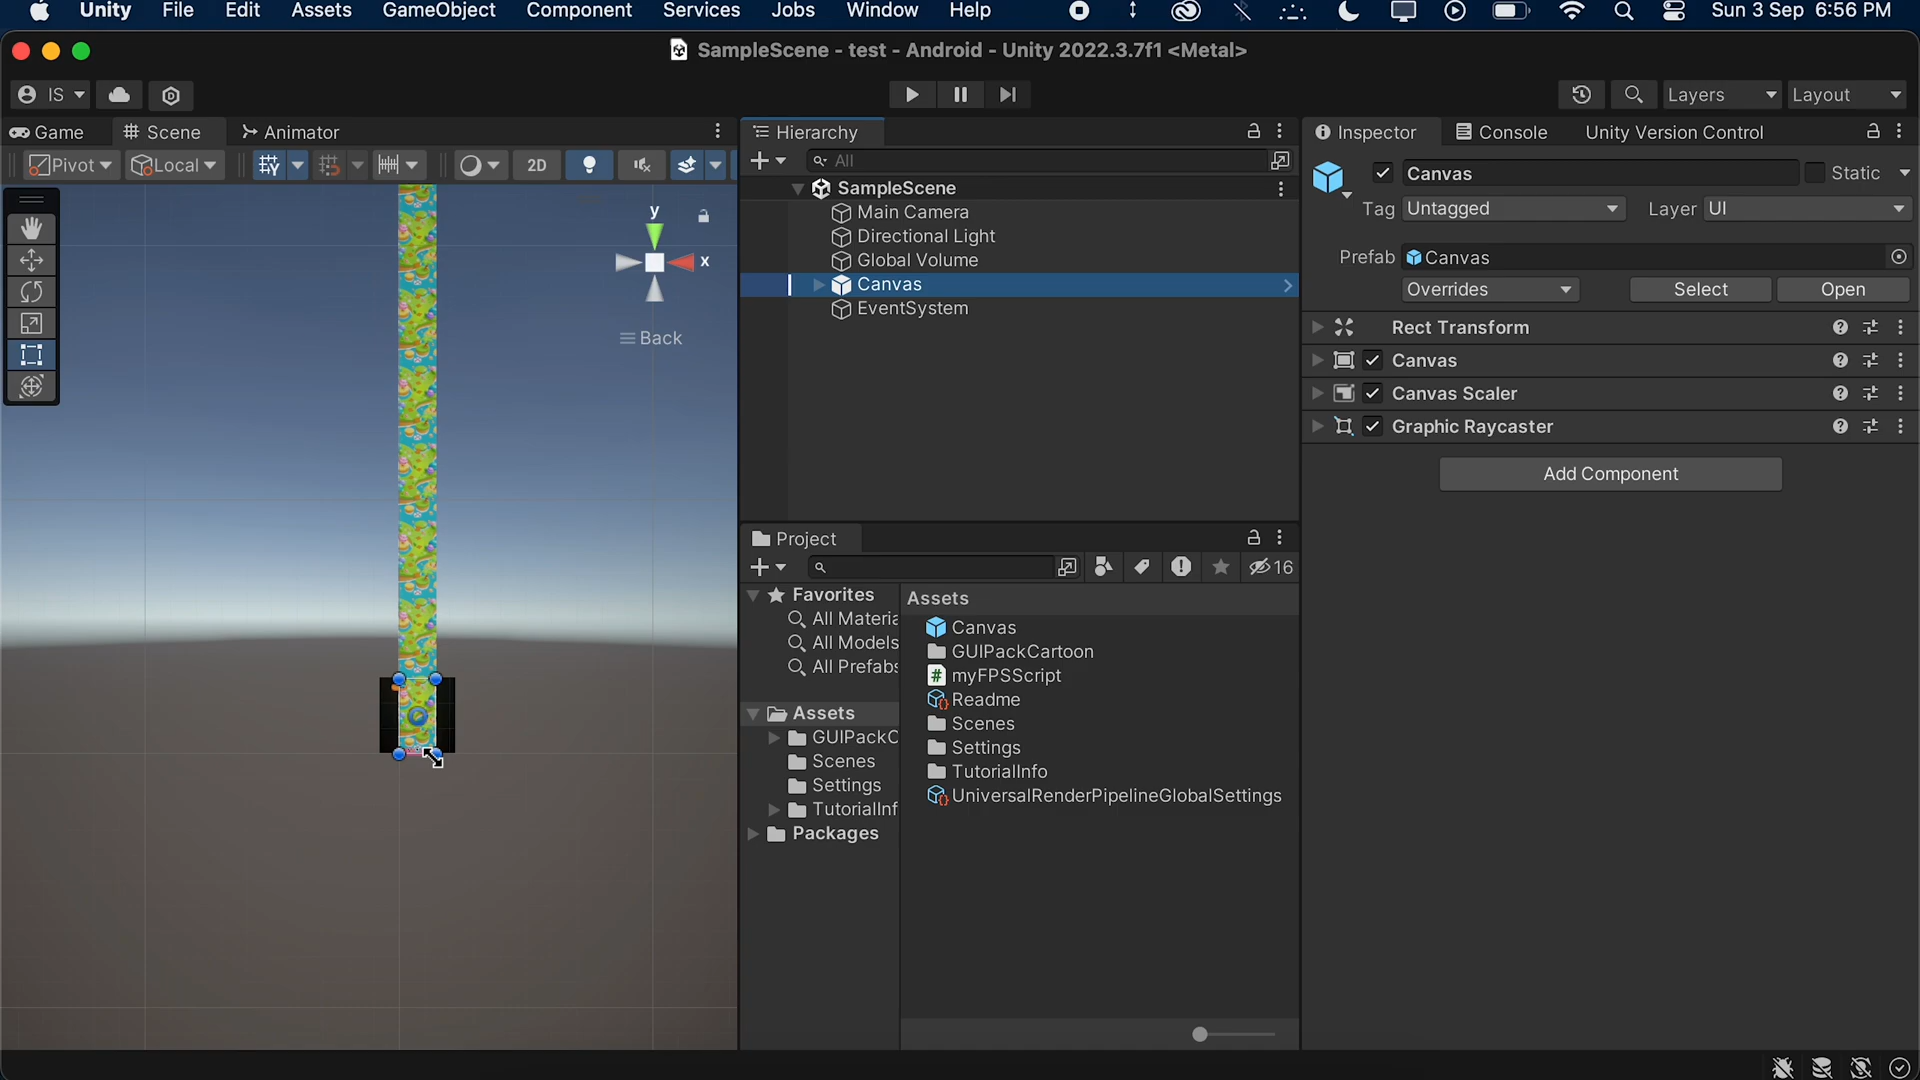 Unity File Edit Assets GameObject Component Services Jobs Window Help Sun 3 Sep 6:56 PM
SampleScene - test - Android - Unity 2022.3.7f1 <Metal>
IS Layers Layout
Game Scene Animator
Pivot Local 2D
y
x
Back
Hierarchy
All
SampleScene
Main Camera
Directional Light
Global Volume
Canvas
EventSystem
Project
16
Favorites
All Materia
All Models
All Prefabs
Assets
GUIPackC
Scenes
Settings
TutorialInf
Packages
Assets
Canvas
GUIPackCartoon
myFPSScript
Readme
Scenes
Settings
TutorialInfo
UniversalRenderPipelineGlobalSettings
Inspector Console Unity Version Control
Canvas Static
Tag Untagged Layer UI
Prefab Canvas
Overrides Select Open
Rect Transform
Canvas
Canvas Scaler
Graphic Raycaster
Add Component